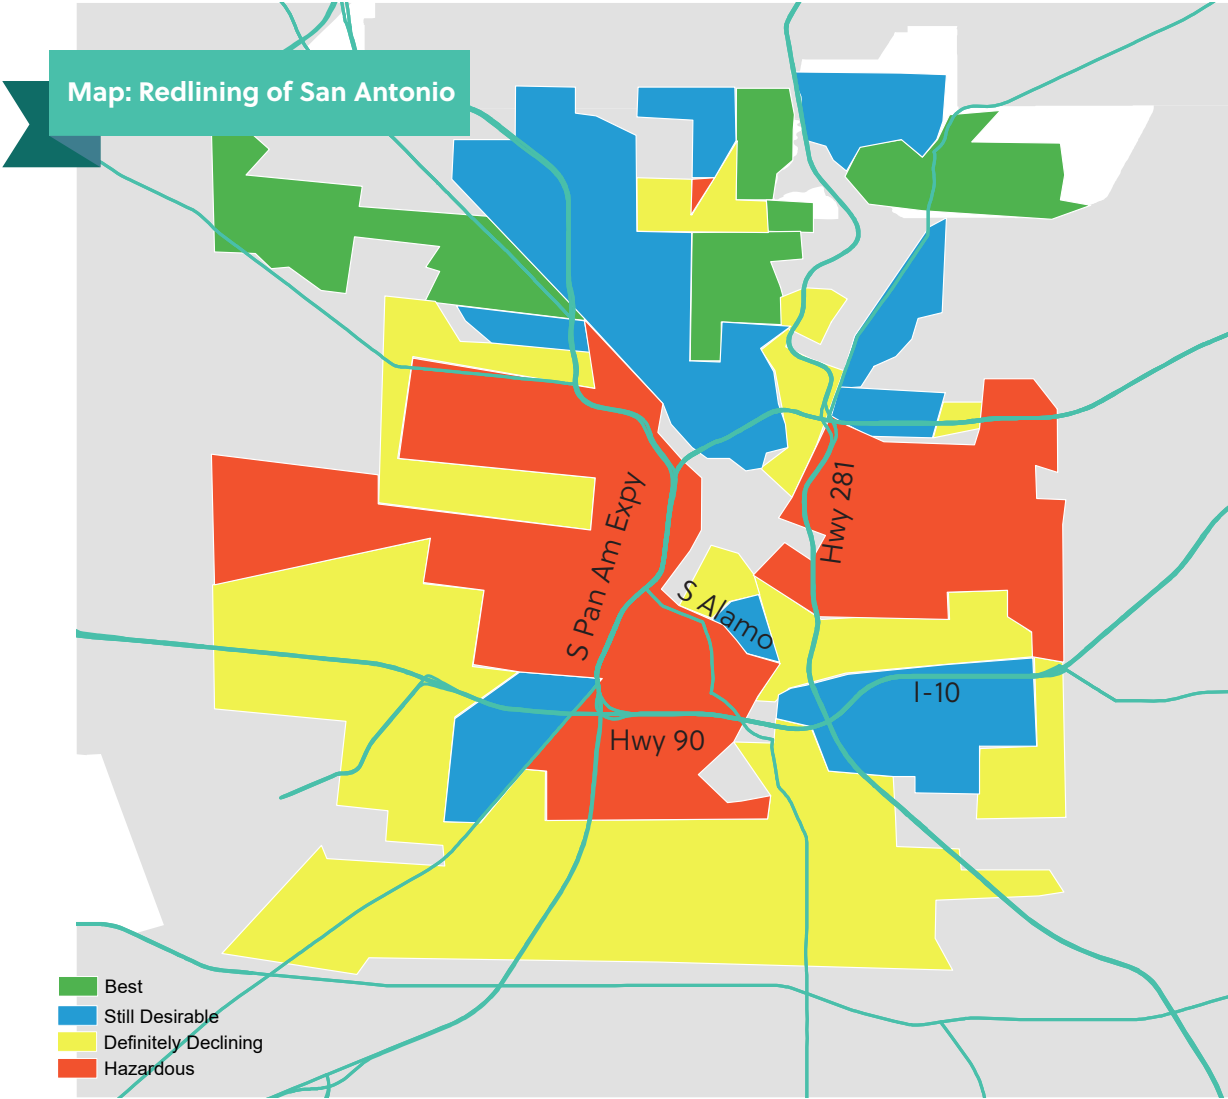 Map: Redlining of San Antonio
S Pan Am Expy
Hwy 281
S Alamo
I-10
Hwy 90
Best
Still Desirable
Definitely Declining
Hazardous